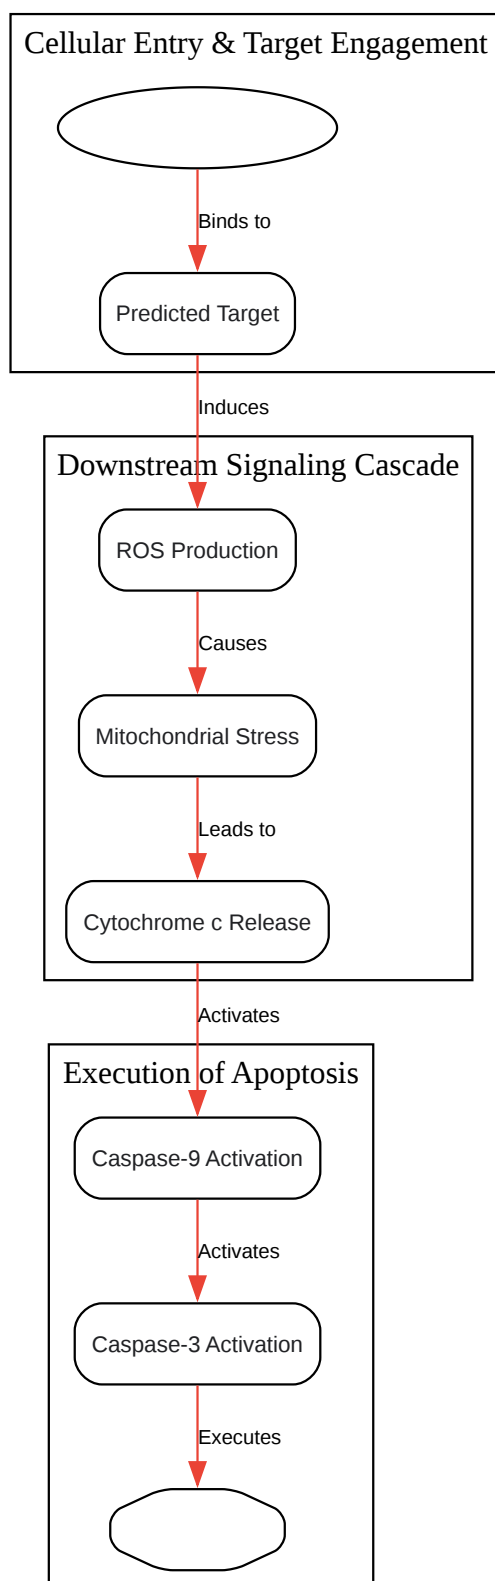 Cellular Entry & Target Engagement
Binds to
Predicted Target
Induces
Downstream Signaling Cascade
ROS Production
Causes
Mitochondrial Stress
Leads to
Cytochrome c Release
Activates
Execution of Apoptosis
Caspase-9 Activation
Activates
Caspase-3 Activation
Executes